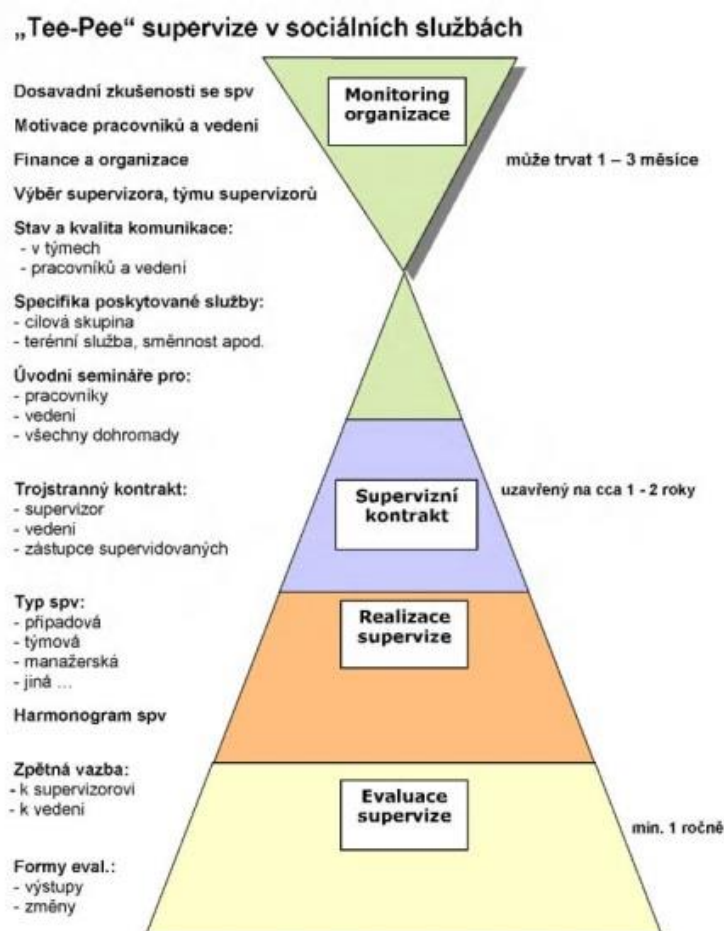 „Tee-Pee“ supervize v sociálních službách
Dosavadní zkušenosti se spv
Motivace pracovníků a vedení
Finance a organizace
Výběr supervizora, týmu supervizorů
Stav a kvalita komunikace:
- v týmech
- pracovníků a vedení
Specifika poskytované služby:
- cílová skupina
- terénní služba, směnnost apod.
Úvodní semináře pro:
- pracovníky
- vedení
- všechny dohromady
Trojstranný kontrakt:
- supervizor
- vedení
- zástupce supervidovaných
Typ spv:
- případová
- týmová
- manažerská
- jiná ...
Harmonogram spv
Zpětná vazba:
- k supervizorovi
- k vedení
Formy eval.:
- výstupy
- změny
Monitoring
organizace
Supervizní
kontrakt
Realizace
supervize
Evaluace
supervize
může trvat 1 – 3 měsíce
uzavřený na cca 1 - 2 roky
min. 1 ročně